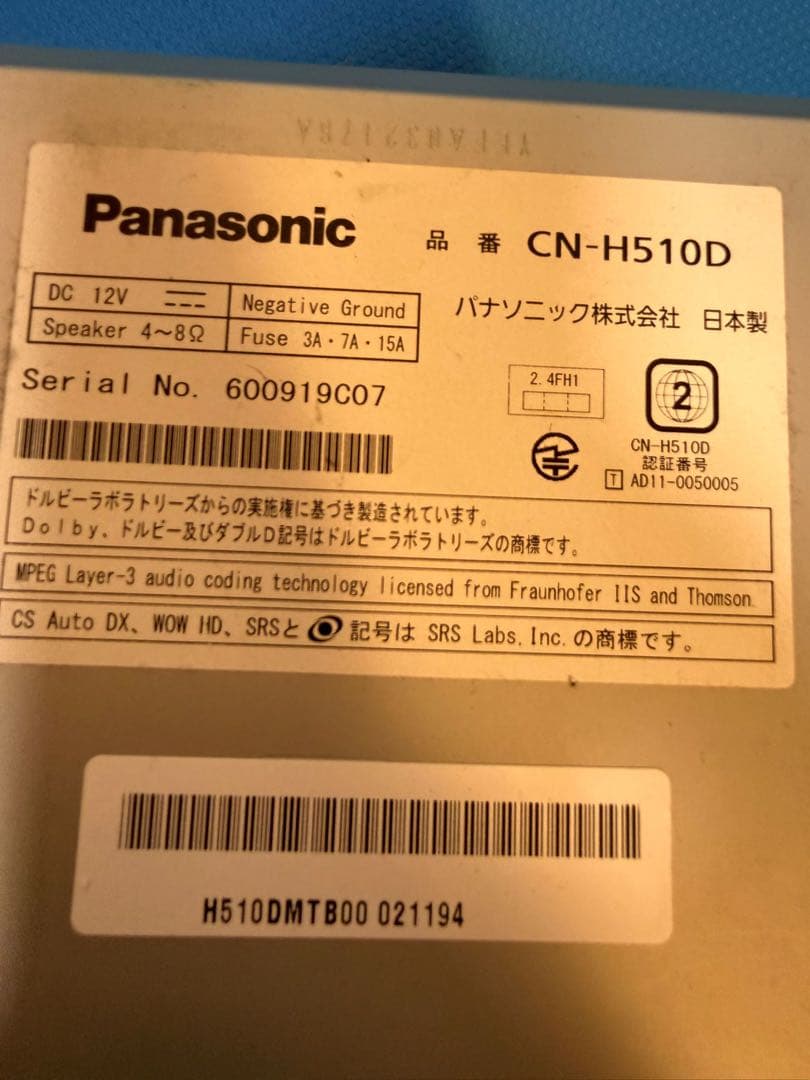 Panasonic 品番 CN-H510D
DC 12V Negative Ground
Speaker 4～8Ω Fuse 3A・7A・15A
パナソニック株式会社 日本製
Serial No. 600919C07
2.4FH1
2
CN-H510D
認証番号
T AD11-0050005
ドルビーラボラトリーズからの実施権に基づき製造されています。
Dolby、ドルビー及びダブルD記号はドルビーラボラトリーズの商標です。
MPEG Layer-3 audio coding technology licensed from Fraunhofer IIS and Thomson.
CS Auto DX、WOW HD、SRSと 記号は SRS Labs,Inc.の商標です。
H510DMTB00 021194